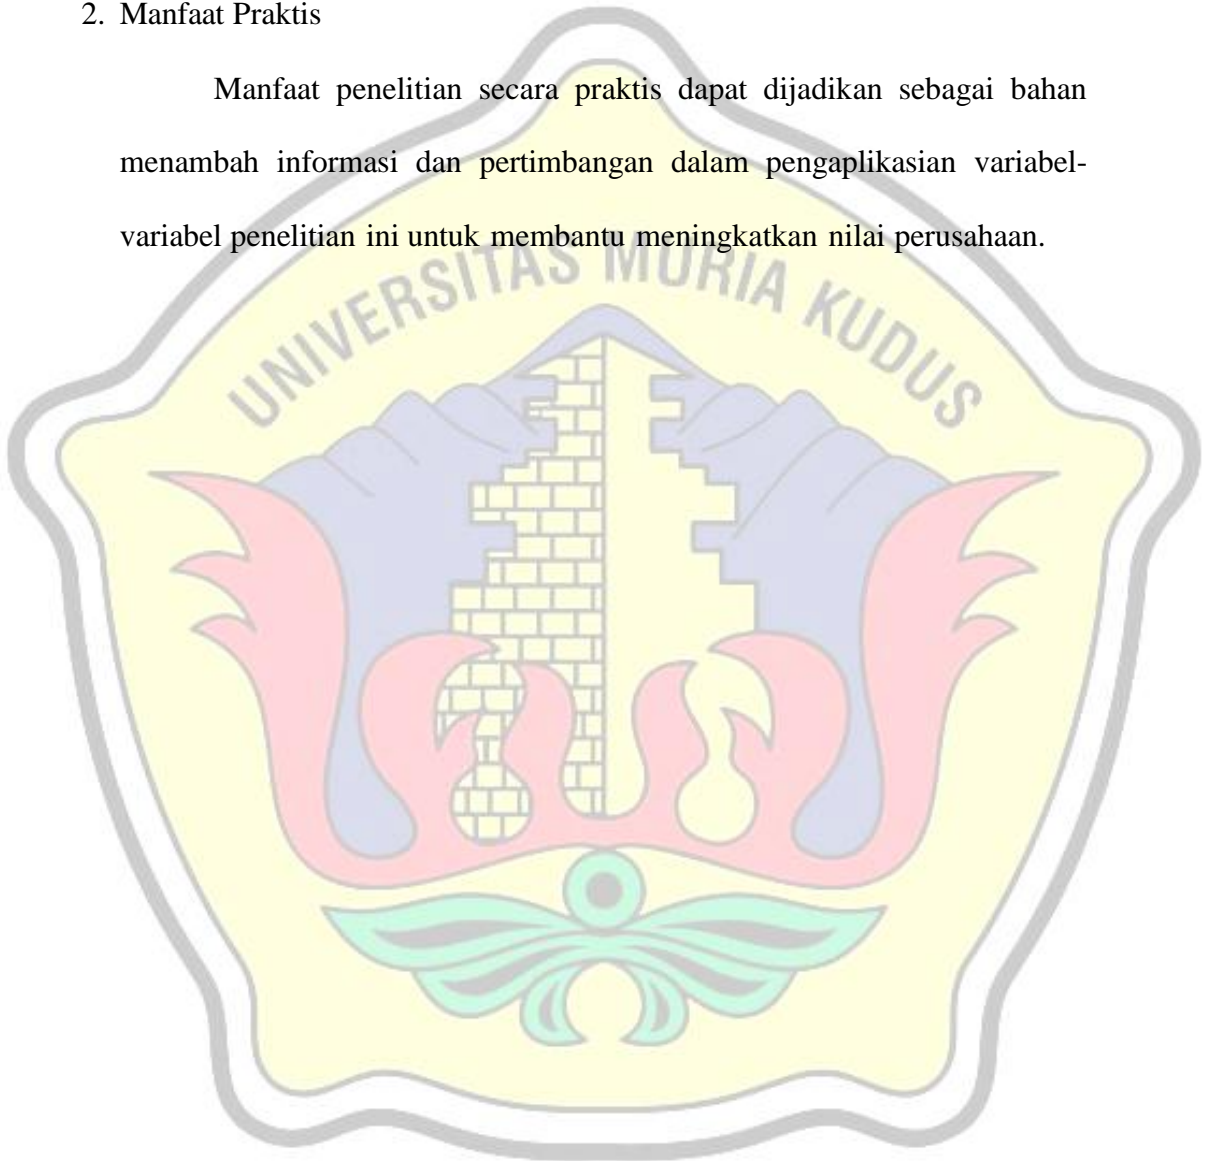 2. Manfaat Praktis
Manfaat penelitian secara praktis dapat dijadikan sebagai bahan
menambah informasi dan pertimbangan dalam pengaplikasian variabel-
variabel penelitian ini untuk membantu meningkatkan nilai perusahaan.
UNIVERSITAS MURIA KUDUS